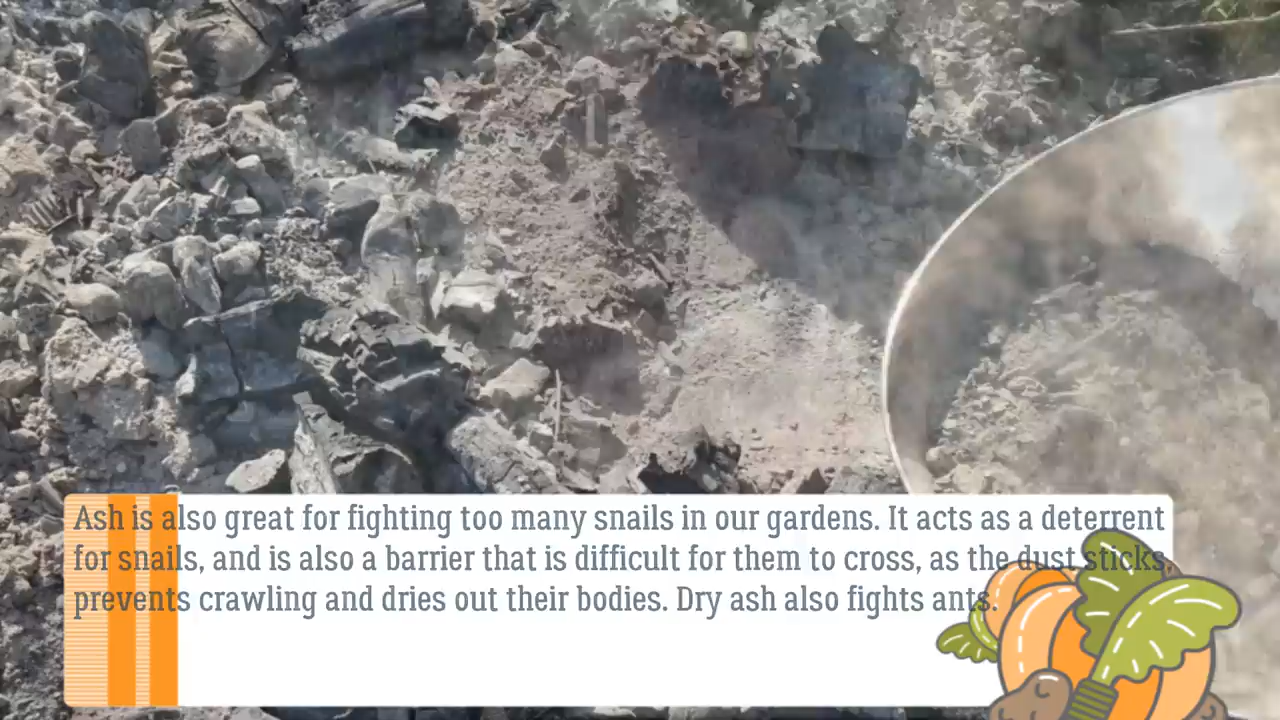 Ash is also great for fighting too many snails in our gardens. It acts as a deterrent
for snails, and is also a barrier that is difficult for them to cross, as the dust sticks,
prevents crawling and dries out their bodies. Dry ash also fights ants.